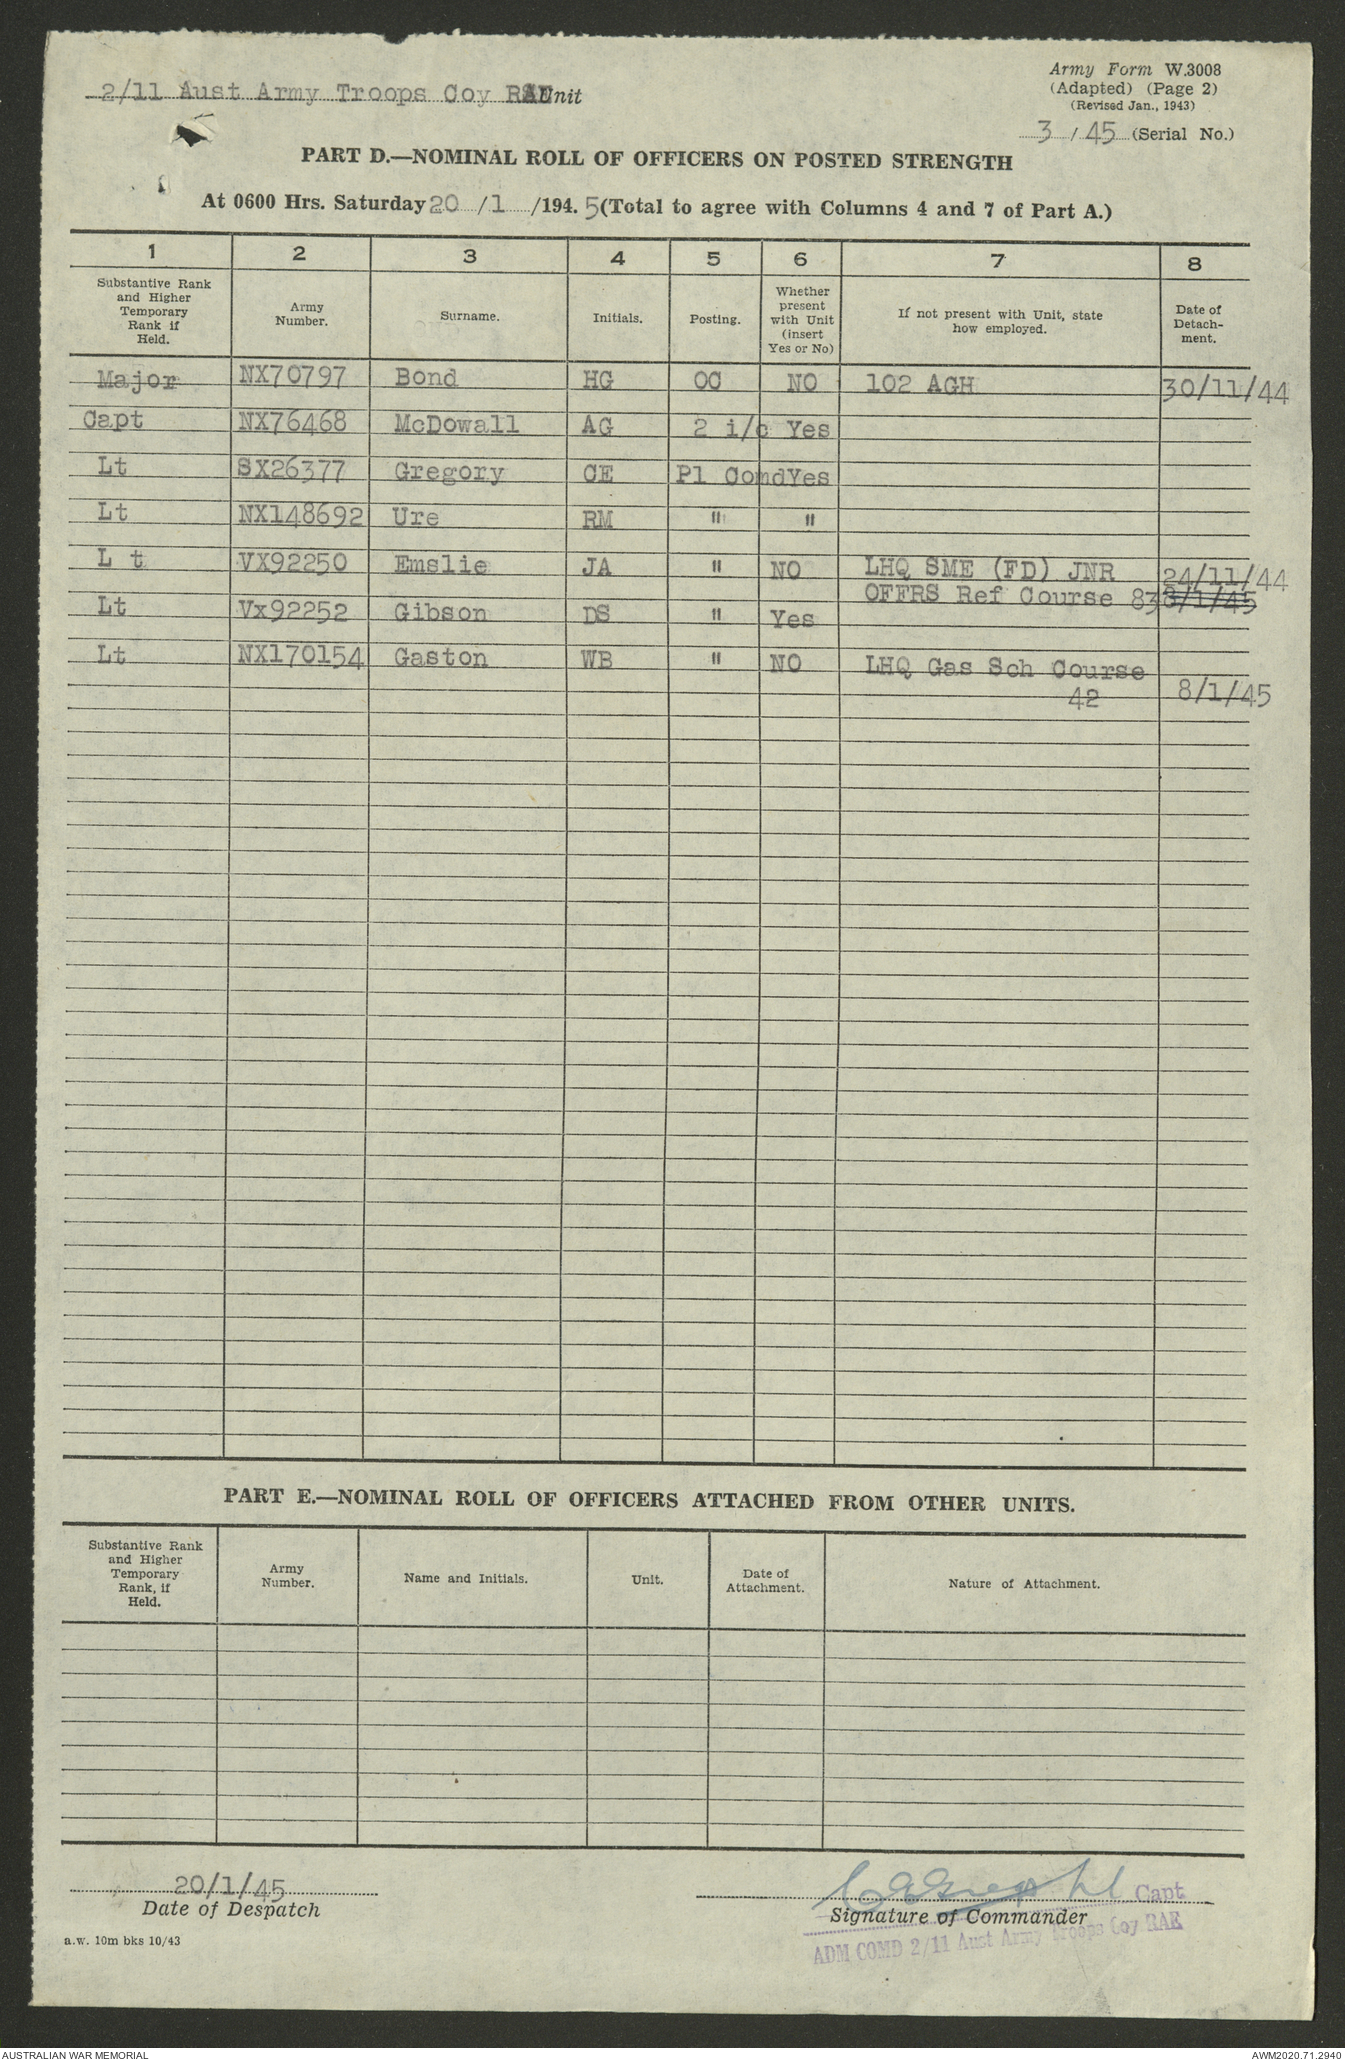 2/11 Aust Army Troops Coy RAE Unit
Army Form W.3008
(Adapted) (Page 2)
(Revised Jan., 1943)
3 / 45 (Serial No.)
PART D.—NOMINAL ROLL OF OFFICERS ON POSTED STRENGTH
At 0600 Hrs. Saturday 20 /1 /194. 5 (Total to agree with Columns 4 and 7 of Part A.)
1 2 3 4 5 6 7 8
Substantive Rank and Higher Temporary Rank if Held. Army Number. Surname. Initials. Posting. Whether present with Unit (insert Yes or No) If not present with Unit, state how employed. Date of Detach-ment.
Major NX70797 Bond HG OC NO 102 AGH 30/11/44
Capt NX76468 McDowall AG 2 i/c Yes
Lt SX26377 Gregory CE Pl Comd Yes
Lt NX148692 Ure RM " "
L t VX92250 Emslie JA " NO LHQ SME (FD) JNR 24/11/44
OFFRS Ref Course 83 8/1/45
Lt Vx92252 Gibson DS " Yes
Lt NX170154 Gaston WB " NO LHQ Gas Sch Course
42 8/1/45
PART E.—NOMINAL ROLL OF OFFICERS ATTACHED FROM OTHER UNITS.
Substantive Rank and Higher Temporary Rank, if Held. Army Number. Name and Initials. Unit. Date of Attachment. Nature of Attachment.
20/1/45
Date of Despatch
Capt
Signature of Commander
ADM COMD 2/11 Aust Army Troops Coy RAE
a.w. 10m bks 10/43
AUSTRALIAN WAR MEMORIAL
AWM2020.71.2940